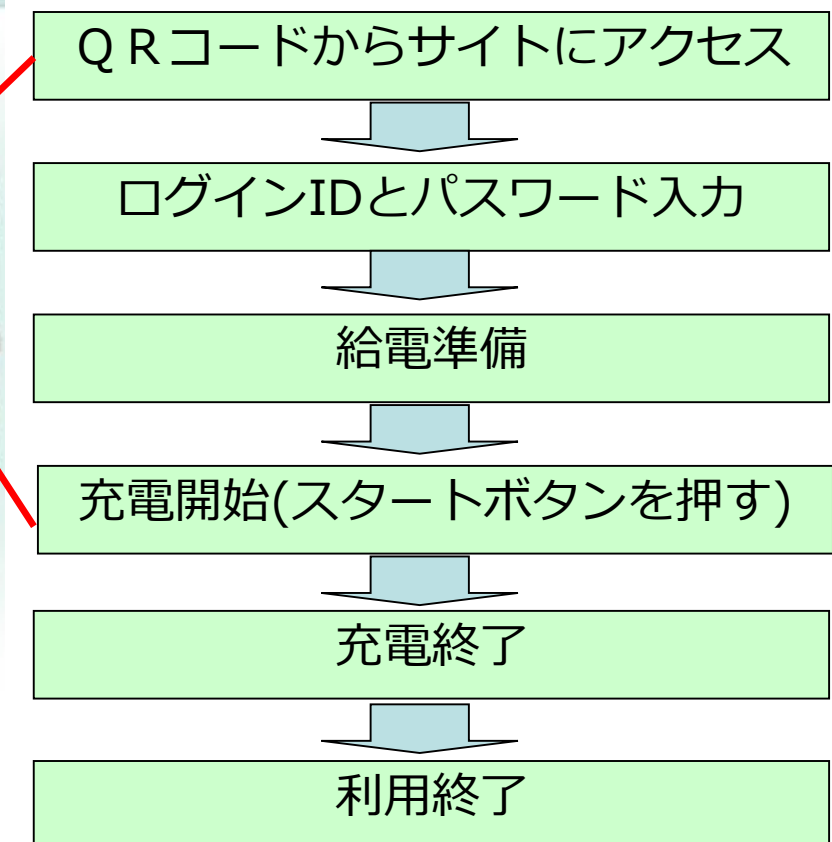 ＱＲコードからサイトにアクセス
ログインIDとパスワード入力
給電準備
充電開始(スタートボタンを押す)
充電終了
利用終了